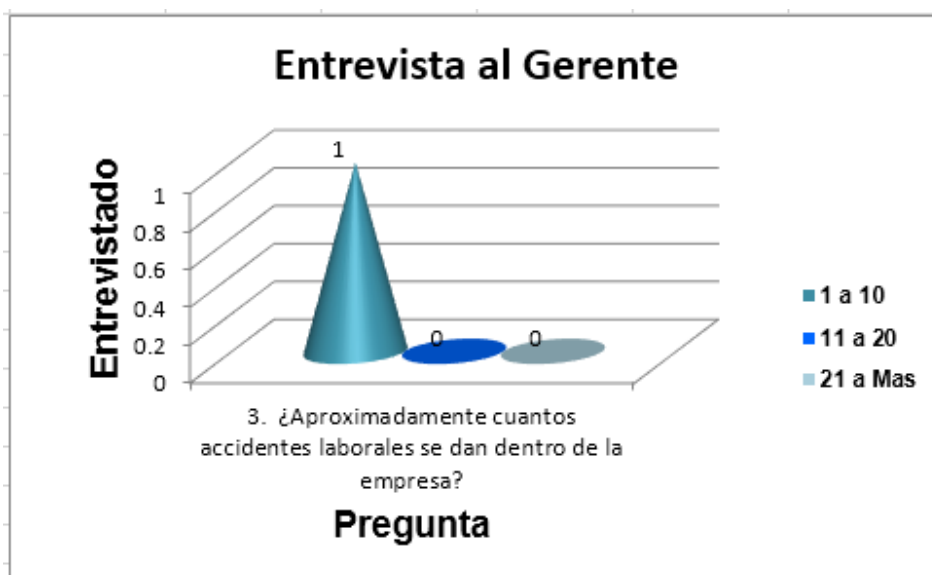 Entrevista al Gerente
Entrevistado
1
0.8
0.6
0.4
0.2
0
1
0
0
3. ¿Aproximadamente cuantos
accidentes laborales se dan dentro de la
empresa?
Pregunta
1 a 10
11 a 20
21 a Mas